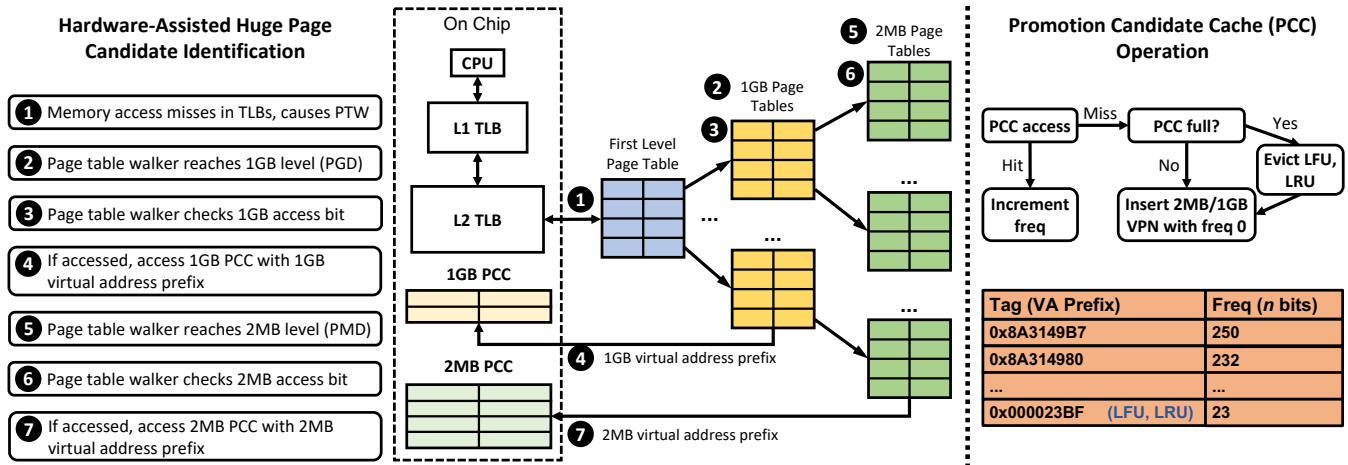 Hardware-Assisted Huge Page
Candidate Identification
1 Memory access misses in TLBs, causes PTW
2 Page table walker reaches 1GB level (PGD)
3 Page table walker checks 1GB access bit
4 If accessed, access 1GB PCC with 1GB
virtual address prefix
5 Page table walker reaches 2MB level (PMD)
6 Page table walker checks 2MB access bit
7 If accessed, access 2MB PCC with 2MB
virtual address prefix
On Chip
CPU
L1 TLB
L2 TLB
1GB PCC
2MB PCC
1
First Level
Page Table
...
2 1GB Page
Tables
3
...
5 2MB Page
Tables
6
...
...
4 1GB virtual address prefix
7 2MB virtual address prefix
Promotion Candidate Cache (PCC)
Operation
PCC access
Miss
PCC full?
Yes
Hit
No
Evict LFU,
LRU
Increment
freq
Insert 2MB/1GB
VPN with freq 0
Tag (VA Prefix) Freq (n bits)
0x8A3149B7 250
0x8A314980 232
... ...
0x000023BF (LFU, LRU) 23